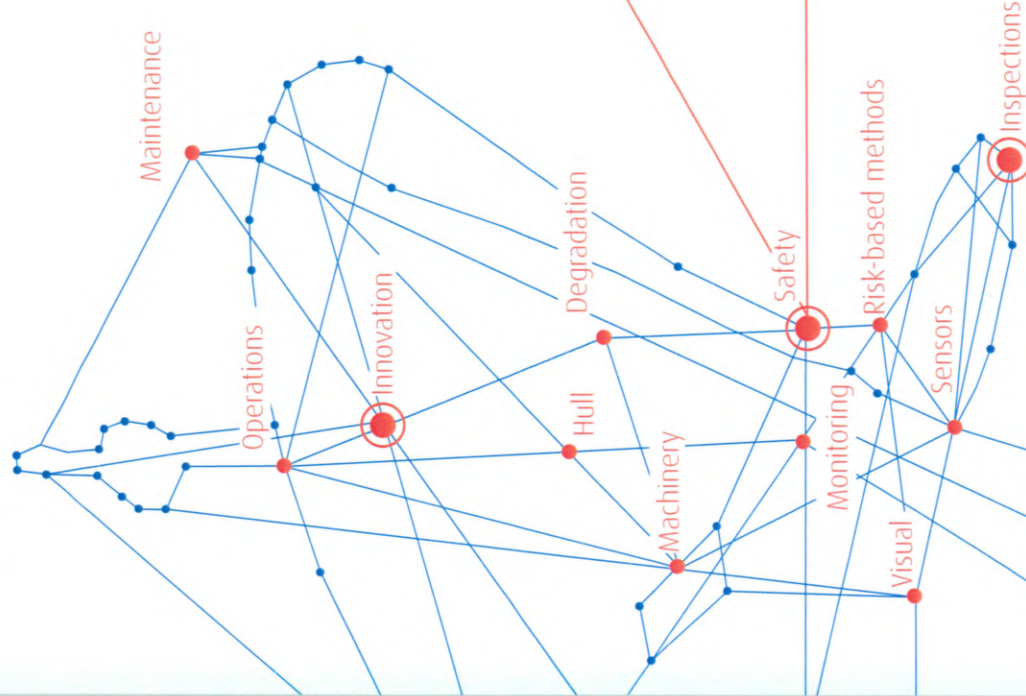 Maintenance
Operations
Innovation
Degradation
Hull
Safety
Machinery
Monitoring
Risk-based methods
Sensors
Visual
Inspections